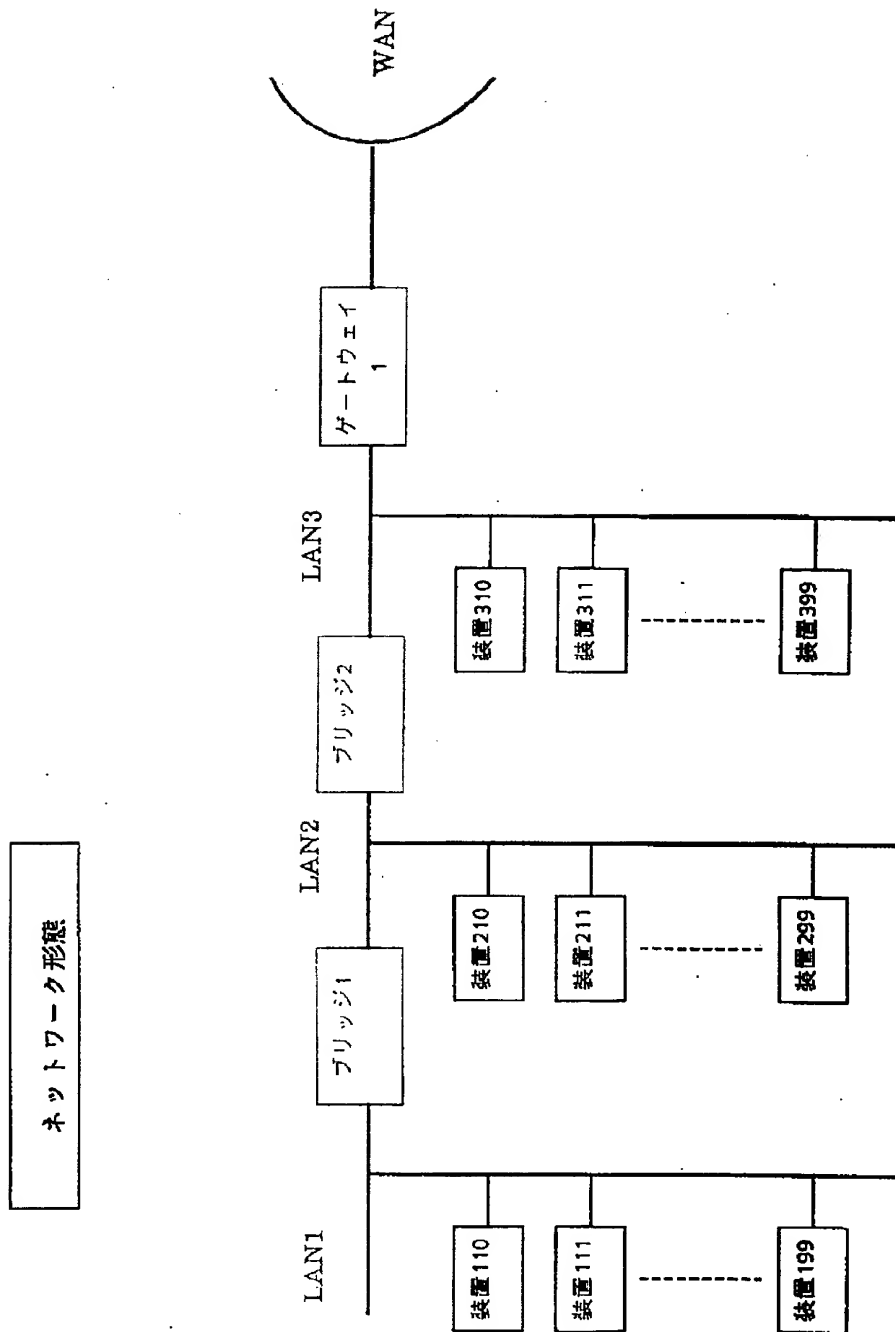 ネットワーク形態
LAN1
LAN2
LAN3
WAN
ブリッジ1
ブリッジ2
ゲートウェイ
1
装置110
装置111
装置199
装置210
装置211
装置299
装置310
装置311
装置399